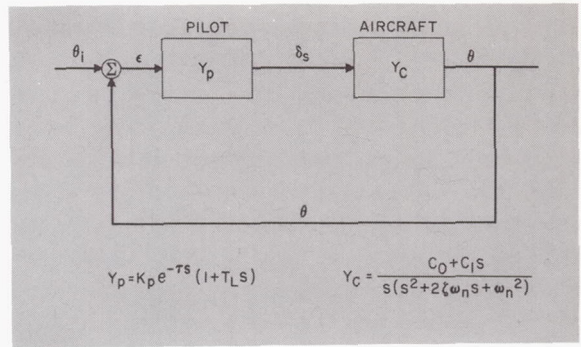 PILOT AIRCRAFT
θi Σ ϵ Yp δs YC θ
θ
Yp=Kpe^-τs (1+TLS) YC= C0+C1s / s(s²+2ζωns+ωn²)